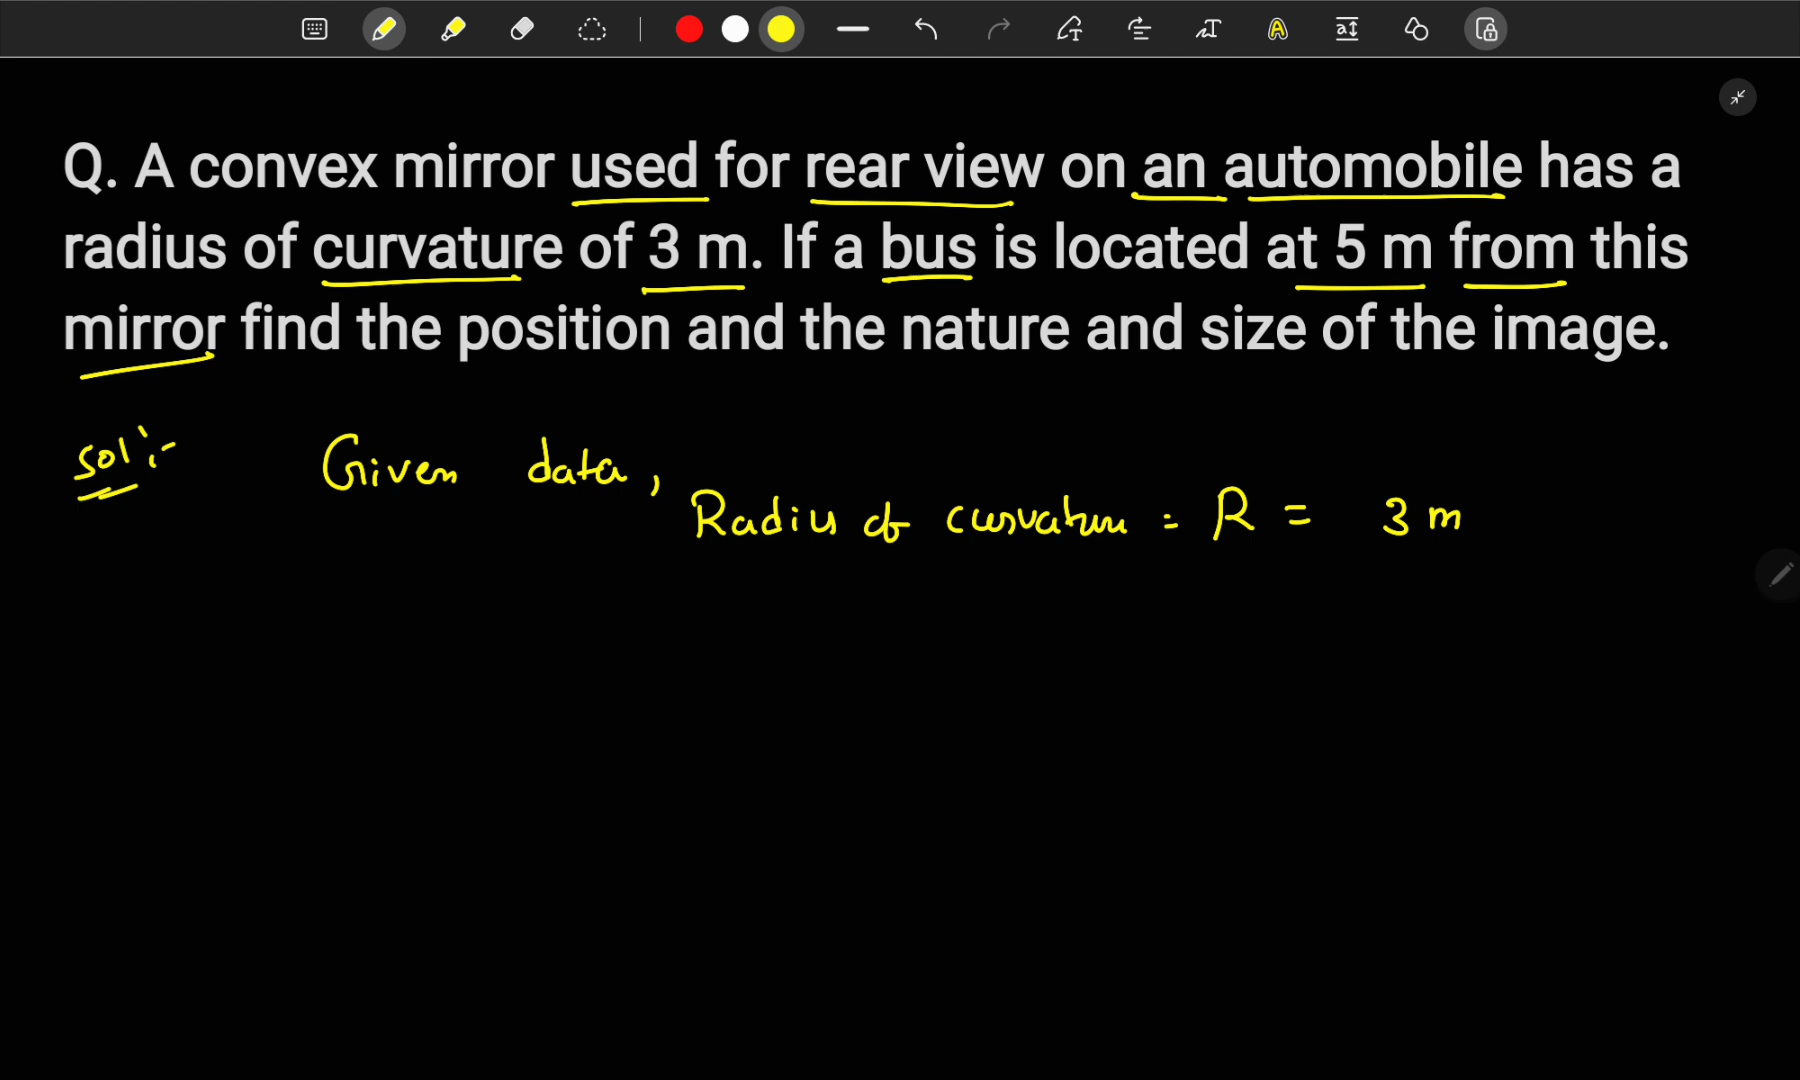 Q. A convex mirror used for rear view on an automobile has a
radius of curvature of 3 m. If a bus is located at 5 m from this
mirror find the position and the nature and size of the image.
Sol:-
Given data,
Radius of curvature = R = 3 m